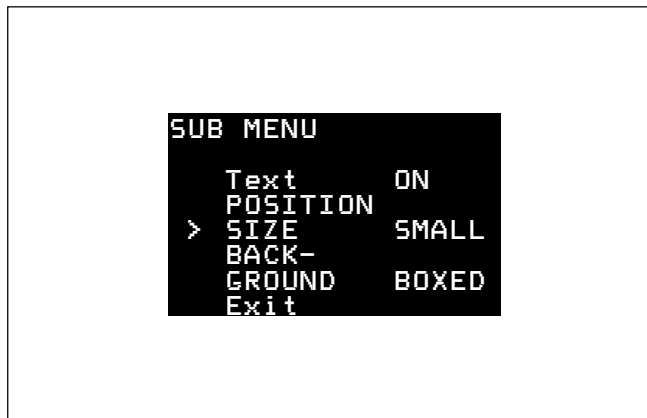 SUB MENU
Text ON
POSITION
> SIZE SMALL
BACK-
GROUND BOXED
Exit